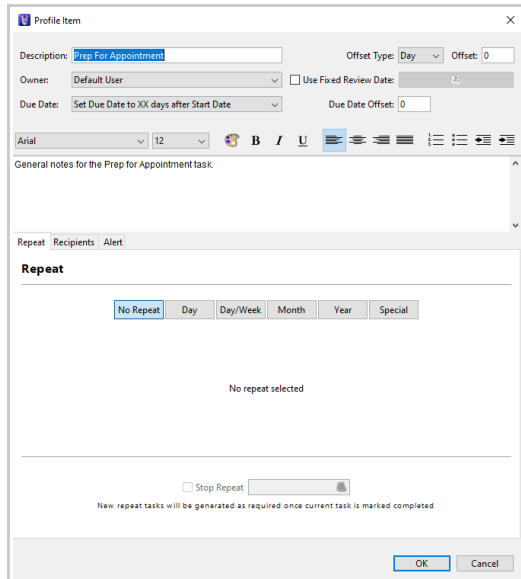 Profile Item
Description: Prep For Appointment Offset Type: Day Offset: 0
Owner: Default User Use Fixed Review Date:
Due Date: Set Due Date to XX days after Start Date Due Date Offset: 0
Arial 12 B I U
General notes for the Prep for Appointment task.
Repeat Recipients Alert
Repeat
No Repeat Day Day/Week Month Year Special
No repeat selected
Stop Repeat
New repeat tasks will be generated as required once current task is marked completed
OK Cancel